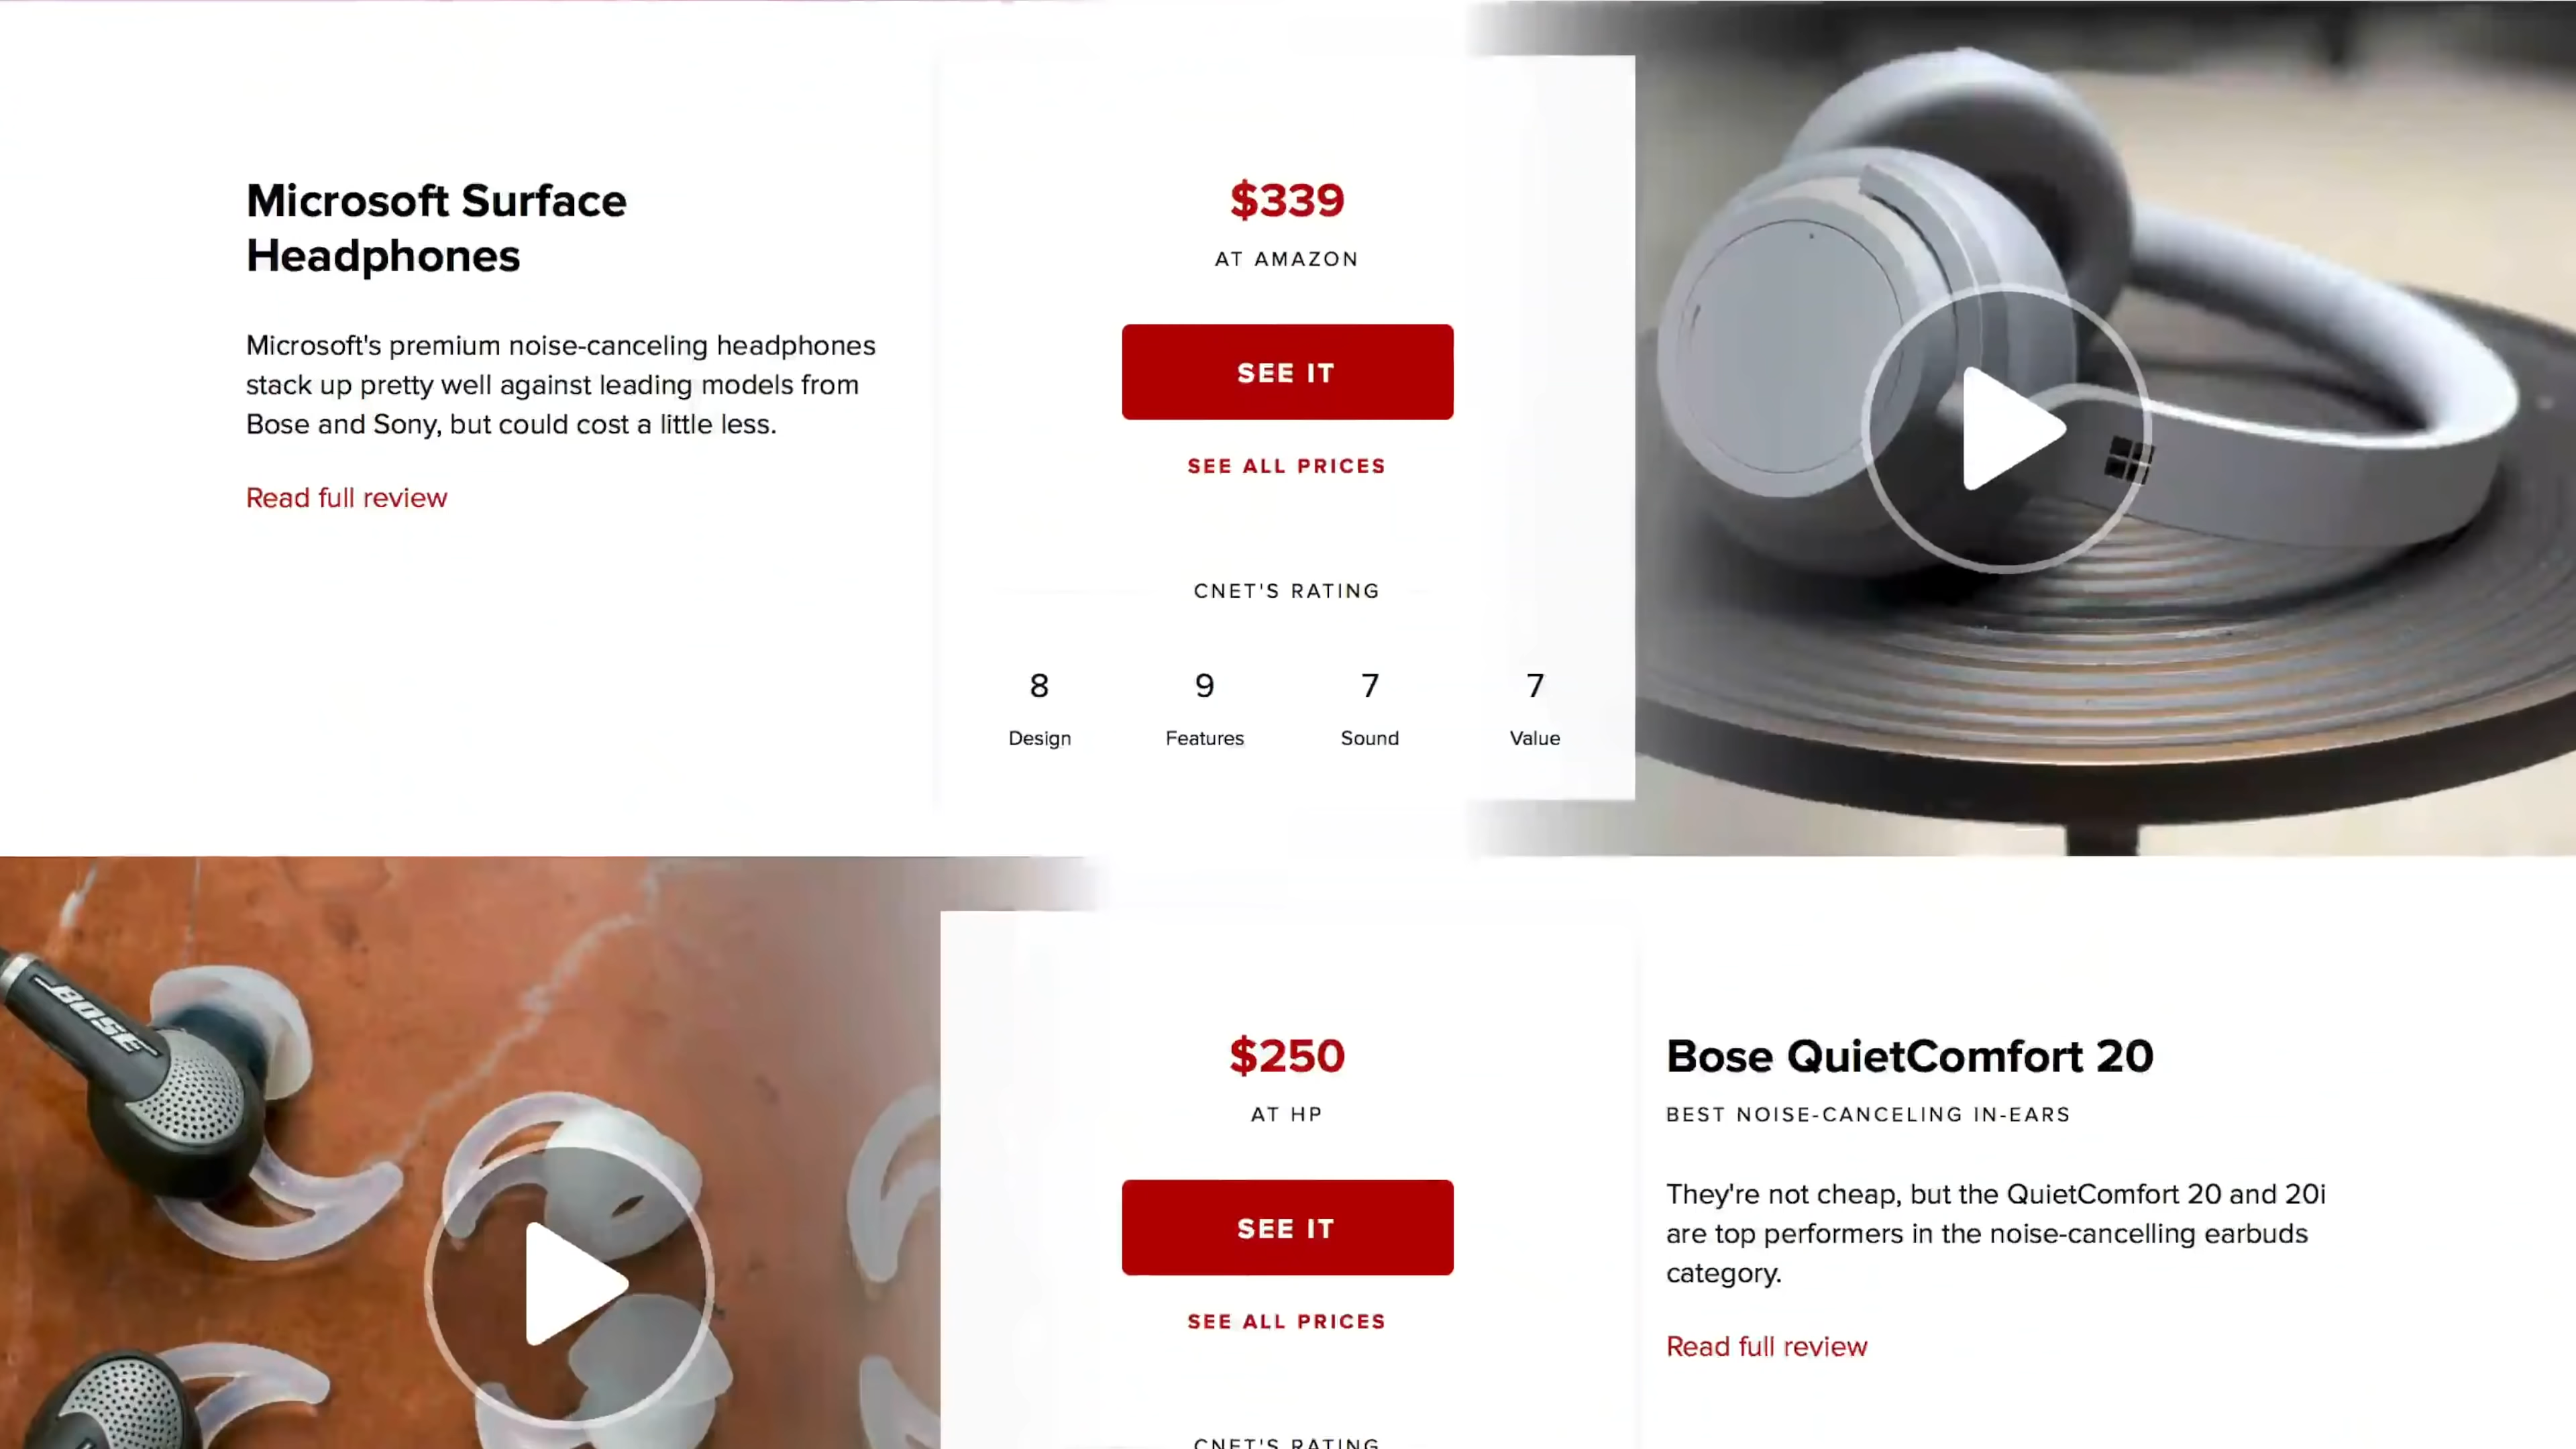 Microsoft Surface
Headphones
Microsoft's premium noise-canceling headphones
stack up pretty well against leading models from
Bose and Sony, but could cost a little less.
Read full review
$339
AT AMAZON
SEE IT
SEE ALL PRICES
CNET'S RATING
8 9 7 7
Design Features Sound Value
BOSE
$250
AT HP
SEE IT
SEE ALL PRICES
CNET'S RATING
Bose QuietComfort 20
BEST NOISE-CANCELING IN-EARS
They're not cheap, but the QuietComfort 20 and 20i
are top performers in the noise-cancelling earbuds
category.
Read full review